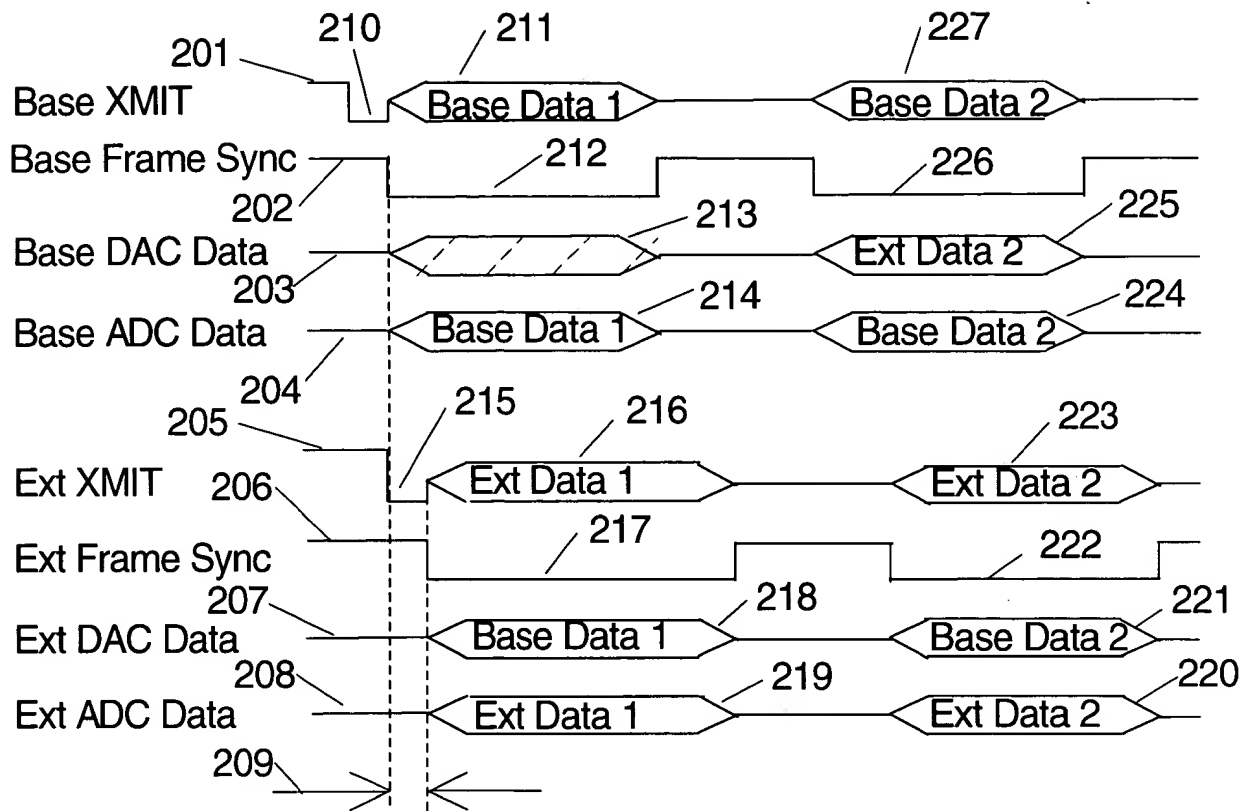 210 211 227
201
Base XMIT Base Data 1 Base Data 2
Base Frame Sync 212 226
202 213 225
Base DAC Data Ext Data 2
203 214 224
Base ADC Data Base Data 1 Base Data 2
204
205 215 216 223
Ext XMIT 206 Ext Data 1 Ext Data 2
217
Ext Frame Sync 222
207 218 221
Ext DAC Data Base Data 1 Base Data 2
208 219 220
Ext ADC Data Ext Data 1 Ext Data 2
209